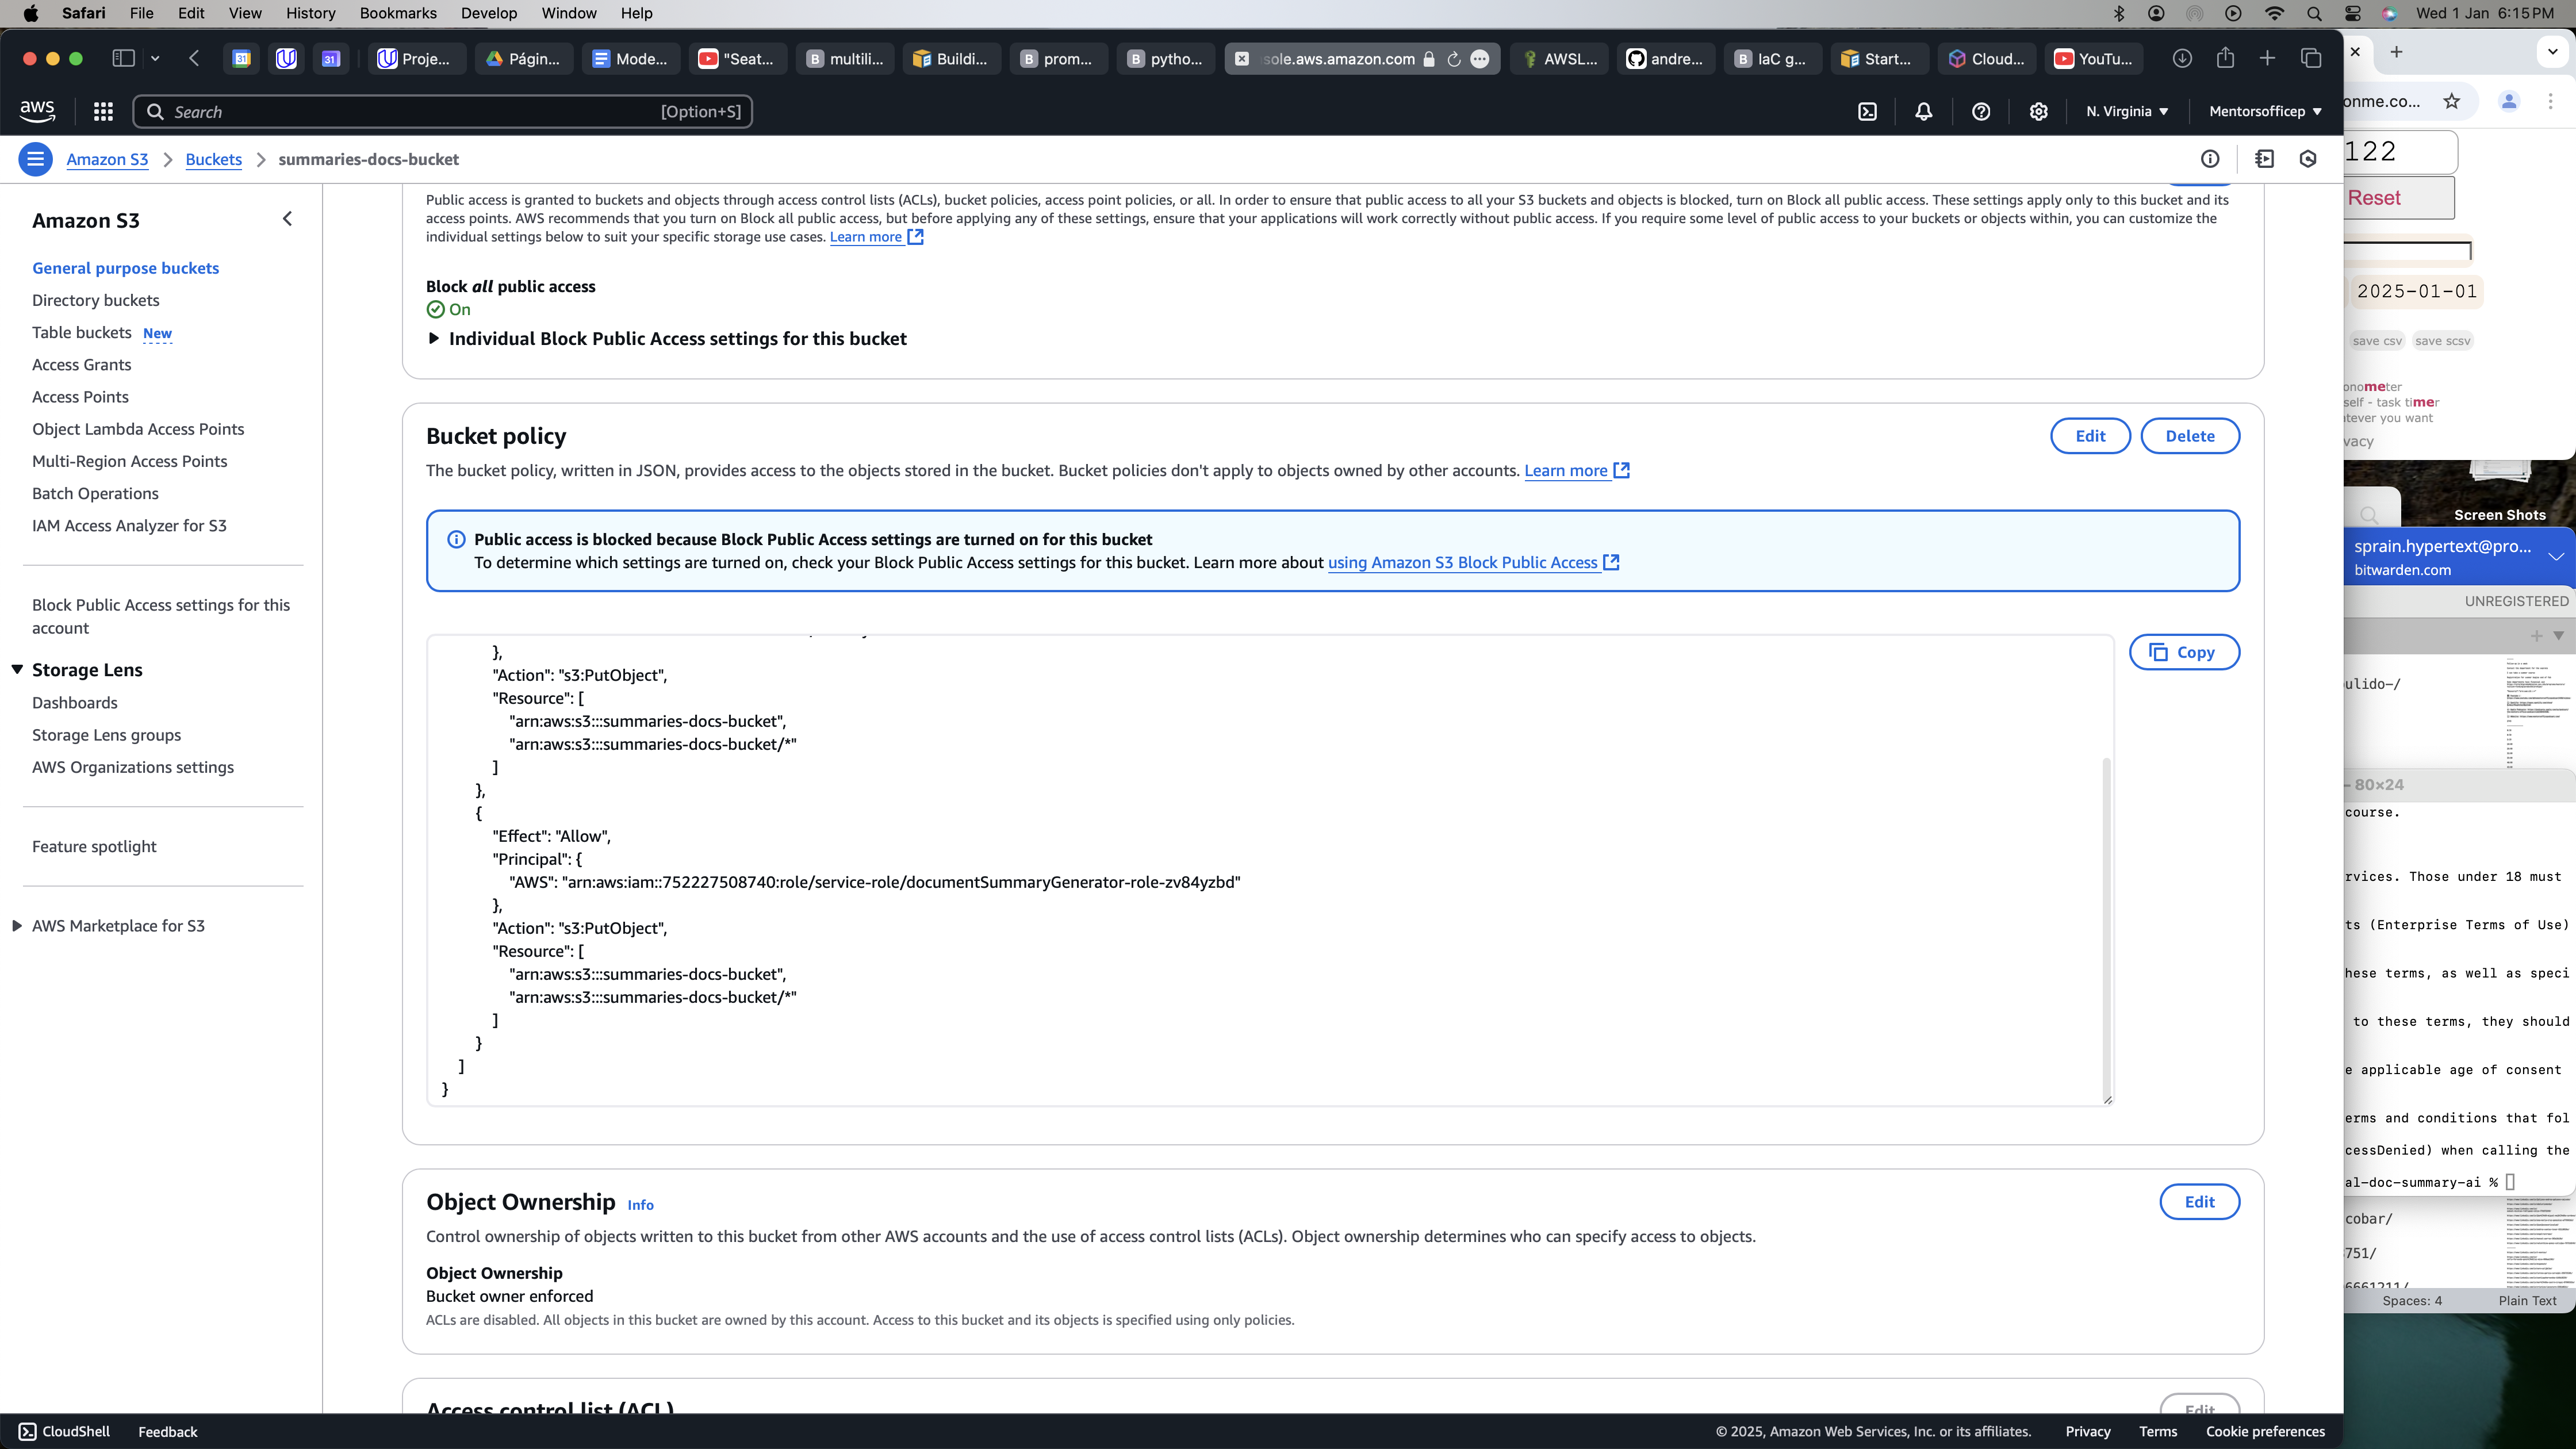 Safari File Edit View History Bookmarks Develop Window Help
Wed 1 Jan 6:15 PM
Proje...
Págin...
Mode...
"Seat...
multili...
Buildi...
prom...
pytho...
sole.aws.amazon.com
AWSL...
andre...
IaC g...
Start...
Cloud...
YouTu...
aws
Search [Option+S]
N. Virginia
Mentorsofficep
Amazon S3 Buckets summaries-docs-bucket
Amazon S3
General purpose buckets
Directory buckets
Table buckets New
Access Grants
Access Points
Object Lambda Access Points
Multi-Region Access Points
Batch Operations
IAM Access Analyzer for S3
Block Public Access settings for this
account
Storage Lens
Dashboards
Storage Lens groups
AWS Organizations settings
Feature spotlight
AWS Marketplace for S3
Public access is granted to buckets and objects through access control lists (ACLs), bucket policies, access point policies, or all. In order to ensure that public access to all your S3 buckets and objects is blocked, turn on Block all public access. These settings apply only to this bucket and its
access points. AWS recommends that you turn on Block all public access, but before applying any of these settings, ensure that your applications will work correctly without public access. If you require some level of public access to your buckets or objects within, you can customize the
individual settings below to suit your specific storage use cases. Learn more
Block all public access
On
Individual Block Public Access settings for this bucket
Bucket policy
Edit
Delete
The bucket policy, written in JSON, provides access to the objects stored in the bucket. Bucket policies don't apply to objects owned by other accounts. Learn more
Public access is blocked because Block Public Access settings are turned on for this bucket
To determine which settings are turned on, check your Block Public Access settings for this bucket. Learn more about using Amazon S3 Block Public Access
Copy
},
"Action": "s3:PutObject",
"Resource": [
"arn:aws:s3:::summaries-docs-bucket",
"arn:aws:s3:::summaries-docs-bucket/*"
]
},
{
"Effect": "Allow",
"Principal": {
"AWS": "arn:aws:iam::752227508740:role/service-role/documentSummaryGenerator-role-zv84yzbd"
},
"Action": "s3:PutObject",
"Resource": [
"arn:aws:s3:::summaries-docs-bucket",
"arn:aws:s3:::summaries-docs-bucket/*"
]
}
]
}
Object Ownership Info
Edit
Control ownership of objects written to this bucket from other AWS accounts and the use of access control lists (ACLs). Object ownership determines who can specify access to objects.
Object Ownership
Bucket owner enforced
ACLs are disabled. All objects in this bucket are owned by this account. Access to this bucket and its objects is specified using only policies.
Access control list (ACL)
Edit
CloudShell Feedback
© 2025, Amazon Web Services, Inc. or its affiliates. Privacy Terms Cookie preferences
onme.co...
122
Reset
2025-01-01
save csv save scsv
onometer
self - task timer
atever you want
vacy
Screen Shots
sprain.hypertext@pro...
bitwarden.com
UNREGISTERED
ulido-/
80×24
course.
rvices. Those under 18 must
ts (Enterprise Terms of Use)
hese terms, as well as speci
to these terms, they should
e applicable age of consent
erms and conditions that fol
cessDenied) when calling the
al-doc-summary-ai %
cobar/
751/
6661211/
Spaces: 4 Plain Text